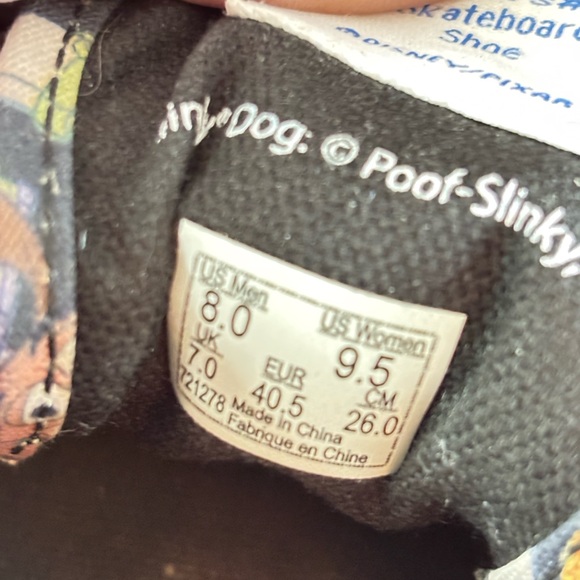 Skateboard
Shoe
©DISNEY/PIXAR
Dog: © Poof-Slinky,
US Men
8.0
US Women
9.5
UK
7.0
EUR
40.5
CM
26.0
721278
Made in China
Fabrique en Chine